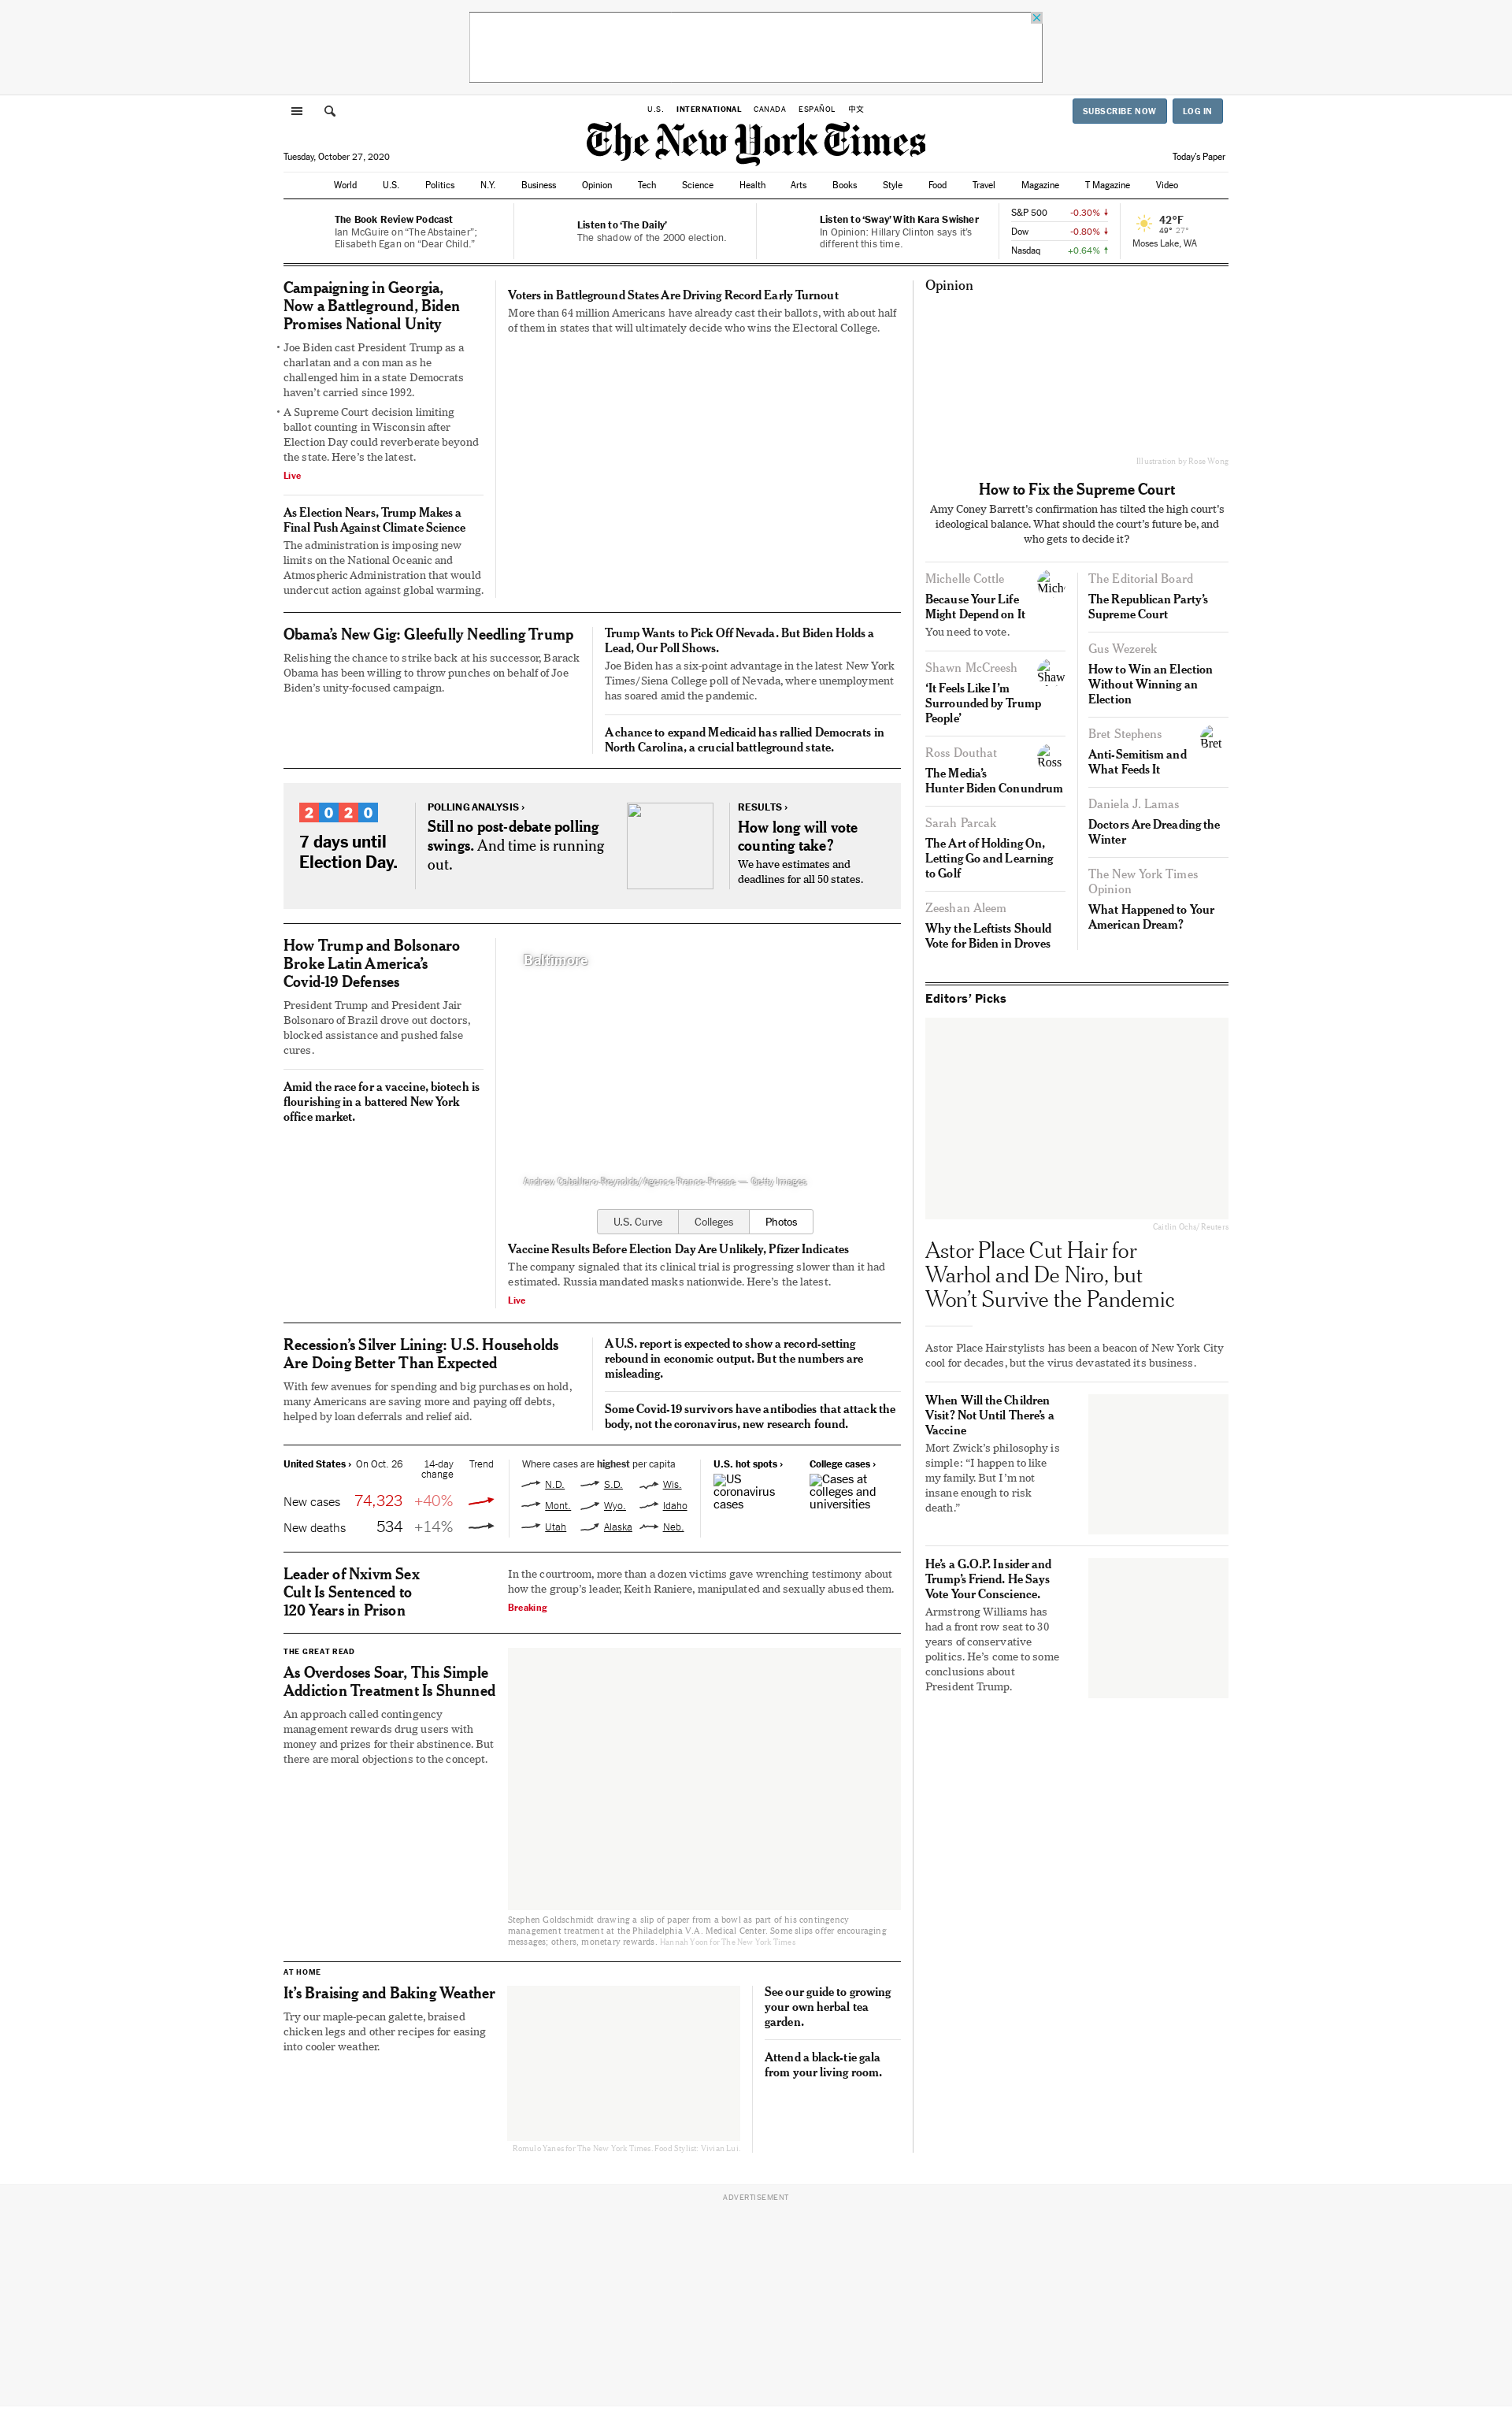 U.S. INTERNATIONAL CANADA ESPAÑOL 中文
SUBSCRIBE NOW LOG IN
The New York Times
Tuesday, October 27, 2020
Today's Paper
World U.S. Politics N.Y. Business Opinion Tech Science Health Arts Books Style Food Travel Magazine T Magazine Video
The Book Review Podcast
Ian McGuire on “The Abstainer”;
Elisabeth Egan on “Dear Child.”
Listen to ‘The Daily’
The shadow of the 2000 election.
Listen to ‘Sway’ With Kara Swisher
In Opinion: Hillary Clinton says it’s
different this time.
S&P 500 -0.30%
Dow -0.80%
Nasdaq +0.64%
42°F
49° 27°
Moses Lake, WA
Campaigning in Georgia,
Now a Battleground, Biden
Promises National Unity
• Joe Biden cast President Trump as a
charlatan and a con man as he
challenged him in a state Democrats
haven’t carried since 1992.
• A Supreme Court decision limiting
ballot counting in Wisconsin after
Election Day could reverberate beyond
the state. Here’s the latest.
Live
As Election Nears, Trump Makes a
Final Push Against Climate Science
The administration is imposing new
limits on the National Oceanic and
Atmospheric Administration that would
undercut action against global warming.
Voters in Battleground States Are Driving Record Early Turnout
More than 64 million Americans have already cast their ballots, with about half
of them in states that will ultimately decide who wins the Electoral College.
Obama’s New Gig: Gleefully Needling Trump
Relishing the chance to strike back at his successor, Barack
Obama has been willing to throw punches on behalf of Joe
Biden’s unity-focused campaign.
Trump Wants to Pick Off Nevada. But Biden Holds a
Lead, Our Poll Shows.
Joe Biden has a six-point advantage in the latest New York
Times/Siena College poll of Nevada, where unemployment
has soared amid the pandemic.
A chance to expand Medicaid has rallied Democrats in
North Carolina, a crucial battleground state.
2020
7 days until
Election Day.
POLLING ANALYSIS ›
Still no post-debate polling
swings. And time is running
out.
RESULTS ›
How long will vote
counting take?
We have estimates and
deadlines for all 50 states.
How Trump and Bolsonaro
Broke Latin America’s
Covid-19 Defenses
President Trump and President Jair
Bolsonaro of Brazil drove out doctors,
blocked assistance and pushed false
cures.
Amid the race for a vaccine, biotech is
flourishing in a battered New York
office market.
Baltimore
Andrew Caballero-Reynolds/Agence France-Presse — Getty Images
U.S. Curve Colleges Photos
Vaccine Results Before Election Day Are Unlikely, Pfizer Indicates
The company signaled that its clinical trial is progressing slower than it had
estimated. Russia mandated masks nationwide. Here’s the latest.
Live
Recession’s Silver Lining: U.S. Households
Are Doing Better Than Expected
With few avenues for spending and big purchases on hold,
many Americans are saving more and paying off debts,
helped by loan deferrals and relief aid.
A U.S. report is expected to show a record-setting
rebound in economic output. But the numbers are
misleading.
Some Covid-19 survivors have antibodies that attack the
body, not the coronavirus, new research found.
United States › On Oct. 26 14-day
change Trend
New cases 74,323 +40%
New deaths 534 +14%
Where cases are highest per capita
N.D. S.D. Wis.
Mont. Wyo. Idaho
Utah Alaska Neb.
U.S. hot spots ›
US
coronavirus
cases
College cases ›
Cases at
colleges and
universities
Leader of Nxivm Sex
Cult Is Sentenced to
120 Years in Prison
In the courtroom, more than a dozen victims gave wrenching testimony about
how the group’s leader, Keith Raniere, manipulated and sexually abused them.
Breaking
THE GREAT READ
As Overdoses Soar, This Simple
Addiction Treatment Is Shunned
An approach called contingency
management rewards drug users with
money and prizes for their abstinence. But
there are moral objections to the concept.
Stephen Goldschmidt drawing a slip of paper from a bowl as part of his contingency
management treatment at the Philadelphia V.A. Medical Center. Some slips offer encouraging
messages; others, monetary rewards. Hannah Yoon for The New York Times
AT HOME
It’s Braising and Baking Weather
Try our maple-pecan galette, braised
chicken legs and other recipes for easing
into cooler weather.
Romulo Yanes for The New York Times. Food Stylist: Vivian Lui.
See our guide to growing
your own herbal tea
garden.
Attend a black-tie gala
from your living room.
Opinion
Illustration by Rose Wong
How to Fix the Supreme Court
Amy Coney Barrett’s confirmation has tilted the high court’s
ideological balance. What should the court’s future be, and
who gets to decide it?
Michelle Cottle
Mich
Because Your Life
Might Depend on It
You need to vote.
Shawn McCreesh
Shaw
‘It Feels Like I’m
Surrounded by Trump
People’
Ross Douthat
Ross
The Media’s
Hunter Biden Conundrum
Sarah Parcak
The Art of Holding On,
Letting Go and Learning
to Golf
Zeeshan Aleem
Why the Leftists Should
Vote for Biden in Droves
The Editorial Board
The Republican Party’s
Supreme Court
Gus Wezerek
How to Win an Election
Without Winning an
Election
Bret Stephens
Bret
Anti-Semitism and
What Feeds It
Daniela J. Lamas
Doctors Are Dreading the
Winter
The New York Times
Opinion
What Happened to Your
American Dream?
Editors’ Picks
Caitlin Ochs/Reuters
Astor Place Cut Hair for
Warhol and De Niro, but
Won’t Survive the Pandemic
Astor Place Hairstylists has been a beacon of New York City
cool for decades, but the virus devastated its business.
When Will the Children
Visit? Not Until There’s a
Vaccine
Mort Zwick’s philosophy is
simple: “I happen to like
my family. But I’m not
insane enough to risk
death.”
He’s a G.O.P. Insider and
Trump’s Friend. He Says
Vote Your Conscience.
Armstrong Williams has
had a front row seat to 30
years of conservative
politics. He’s come to some
conclusions about
President Trump.
ADVERTISEMENT